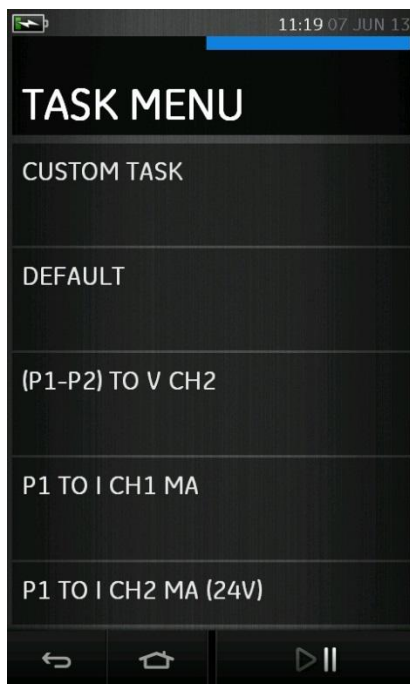 11:19 07 JUN 13
TASK MENU
CUSTOM TASK
DEFAULT
(P1-P2) TO V CH2
P1 TO I CH1 MA
P1 TO I CH2 MA (24V)